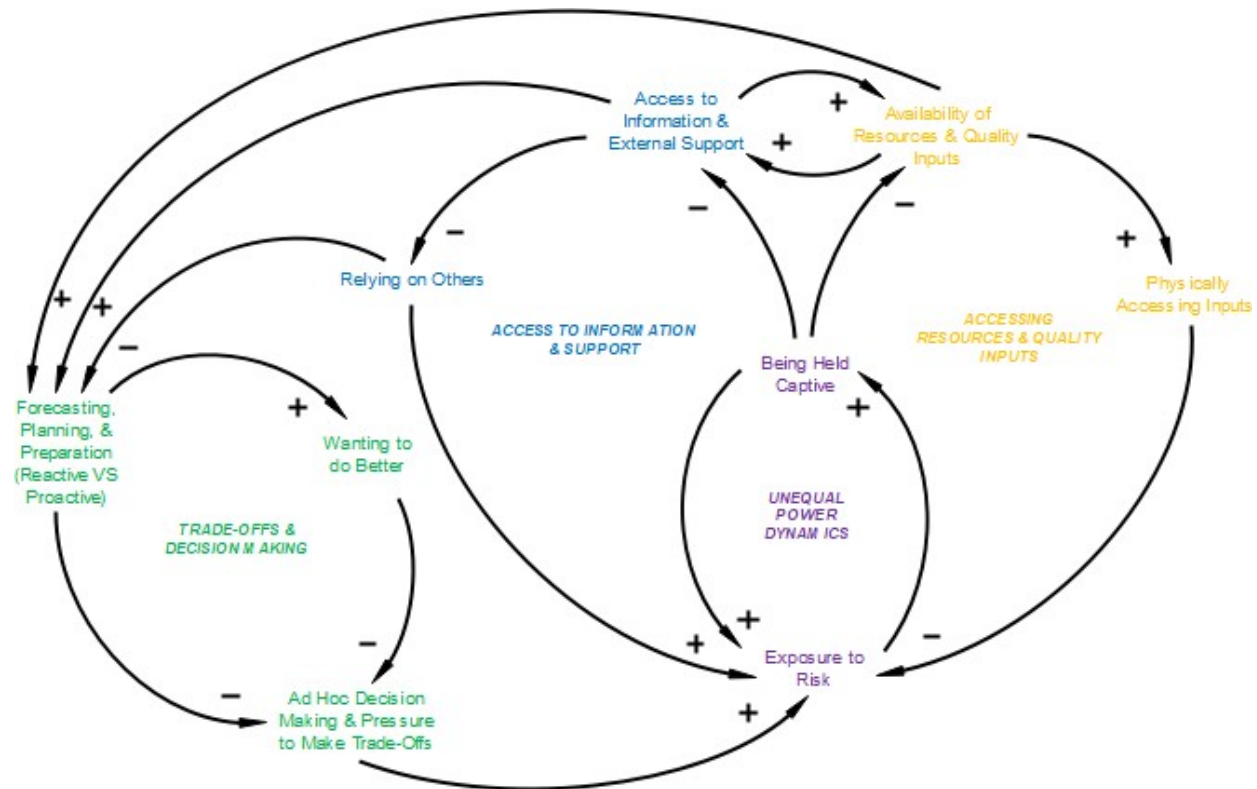 Access to
Information &
External Support
+
Availability of
Resources & Quality
Inputs
+
−
−
−
+
Relying on Others
Physically
Accessing Inputs
+
+
−
ACCESS TO INFORMATION
& SUPPORT
ACCESSING
RESOURCES & QUALITY
INPUTS
Being Held
Captive
+
Forecasting,
Planning, &
Preparation
(Reactive VS
Proactive)
+
Wanting to
do Better
TRADE-OFFS &
DECISION MAKING
UNEQUAL
POWER
DYNAMICS
−
+
+
−
Exposure to
Risk
−
Ad Hoc Decision
Making & Pressure
to Make Trade-Offs
+